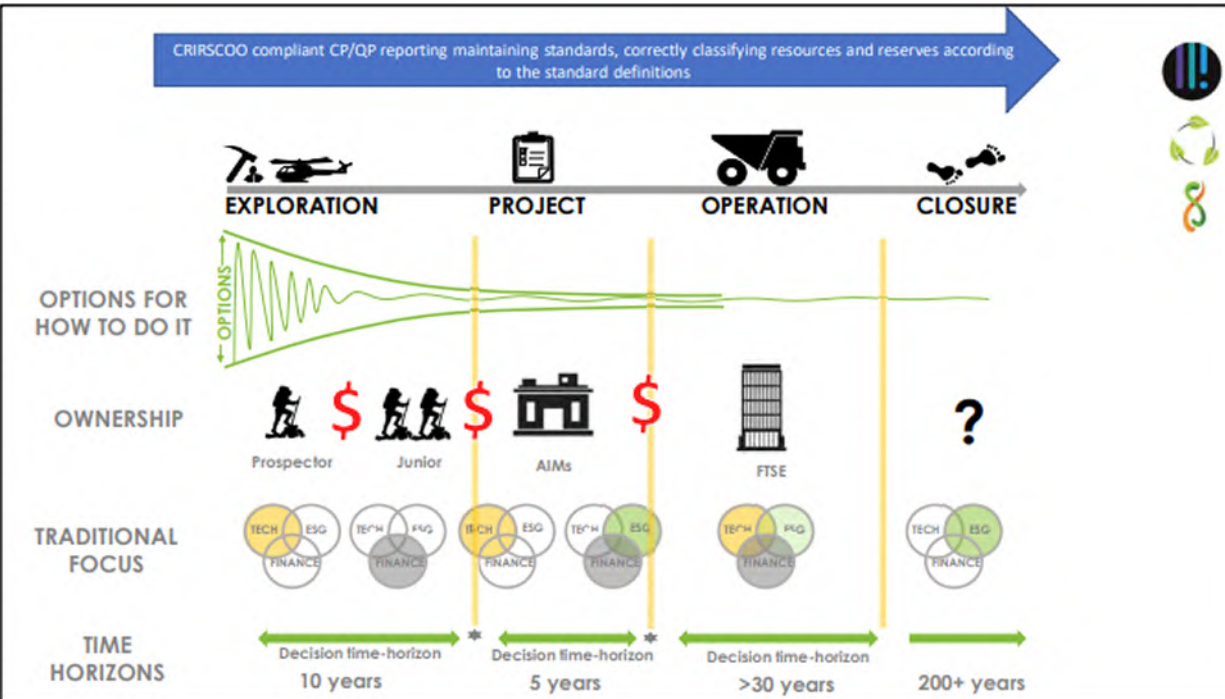 CRIRSCOO compliant CP/QP reporting maintaining standards, correctly classifying resources and reserves according
to the standard definitions
EXPLORATION
PROJECT
OPERATION
CLOSURE
OPTIONS FOR
HOW TO DO IT
OPTIONS
OWNERSHIP
$
$
$
?
Prospector
Junior
AIMs
FTSE
TRADITIONAL
FOCUS
TECH
ESG
FINANCE
TECH
ESG
FINANCE
TECH
ESG
FINANCE
TECH
ESG
FINANCE
TECH
ESG
FINANCE
TECH
ESG
FINANCE
TIME
HORIZONS
Decision time-horizon
10 years
*
Decision time-horizon
5 years
*
Decision time-horizon
>30 years
200+ years